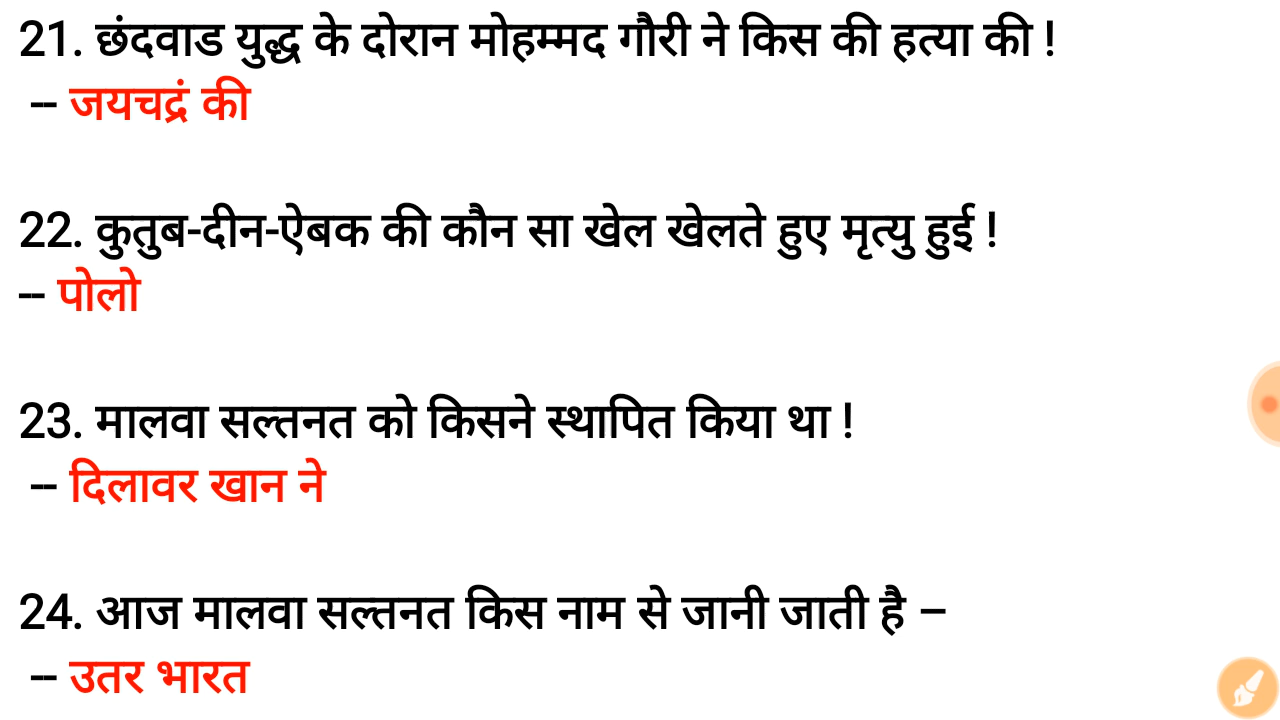 21. छंदवाड युद्ध के दोरान मोहम्मद गौरी ने किस की हत्या की !
-- जयचद्रं की
22. कुतुब-दीन-ऐबक की कौन सा खेल खेलते हुए मृत्यु हुई !
-- पोलो
23. मालवा सल्तनत को किसने स्थापित किया था !
-- दिलावर खान ने
24. आज मालवा सल्तनत किस नाम से जानी जाती है –
-- उतर भारत